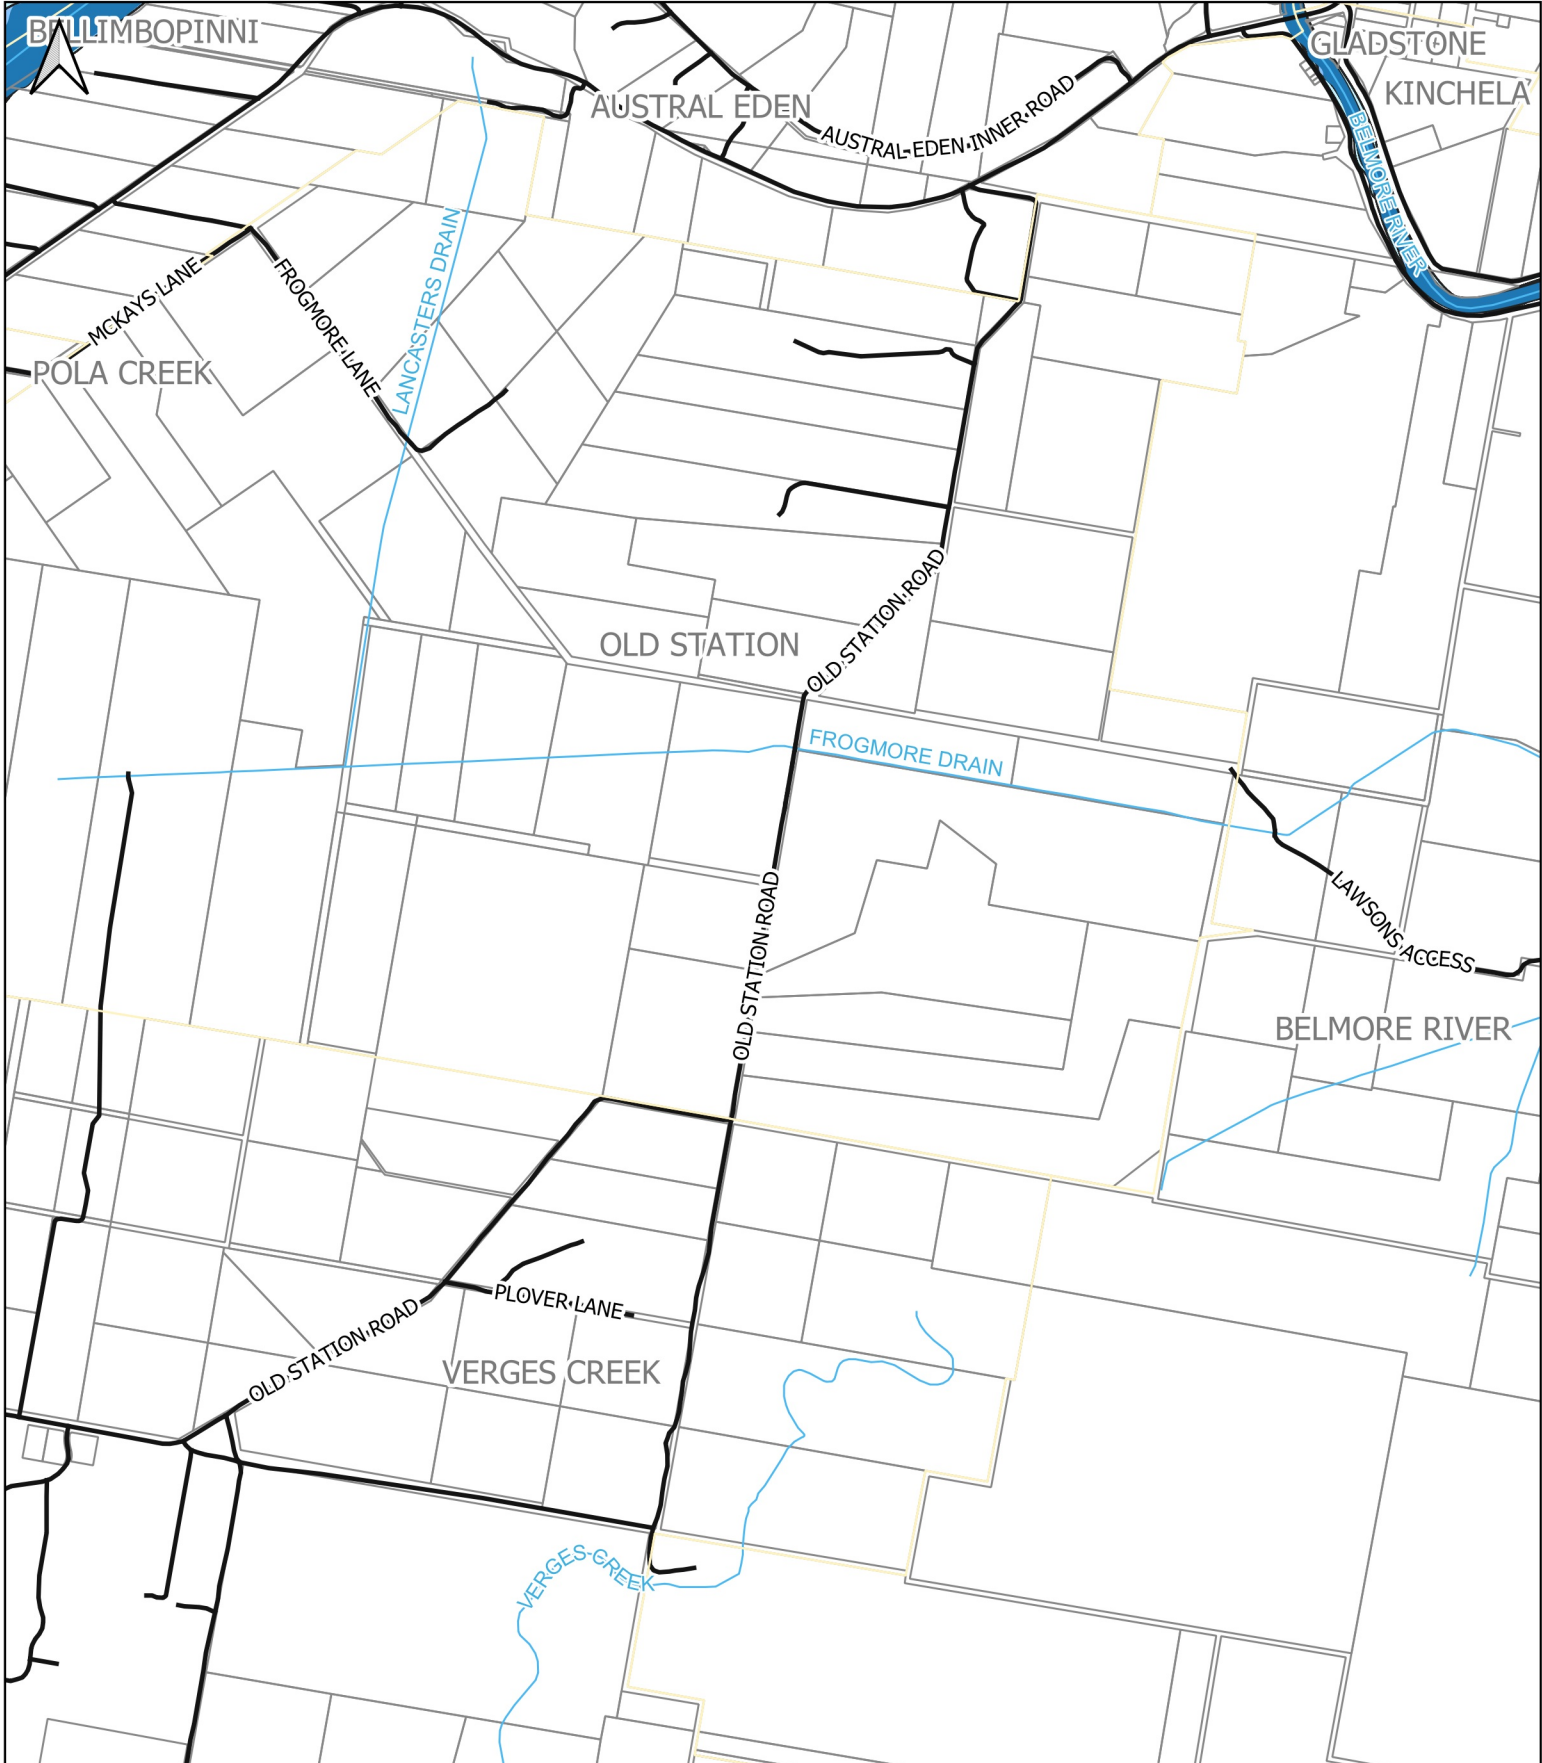 BELLIMBOPINNI
GLADSTONE
KINCHELA
AUSTRAL EDEN
AUSTRAL EDEN INNER ROAD
BELMORE RIVER
LANCASTERS DRAIN
MCKAYS LANE
FROGMORE LANE
POLA CREEK
OLD STATION ROAD
OLD STATION
FROGMORE DRAIN
OLD STATION ROAD
LAWSONS ACCESS
BELMORE RIVER
PLOVER LANE
OLD STATION ROAD
VERGES CREEK
VERGES CREEK